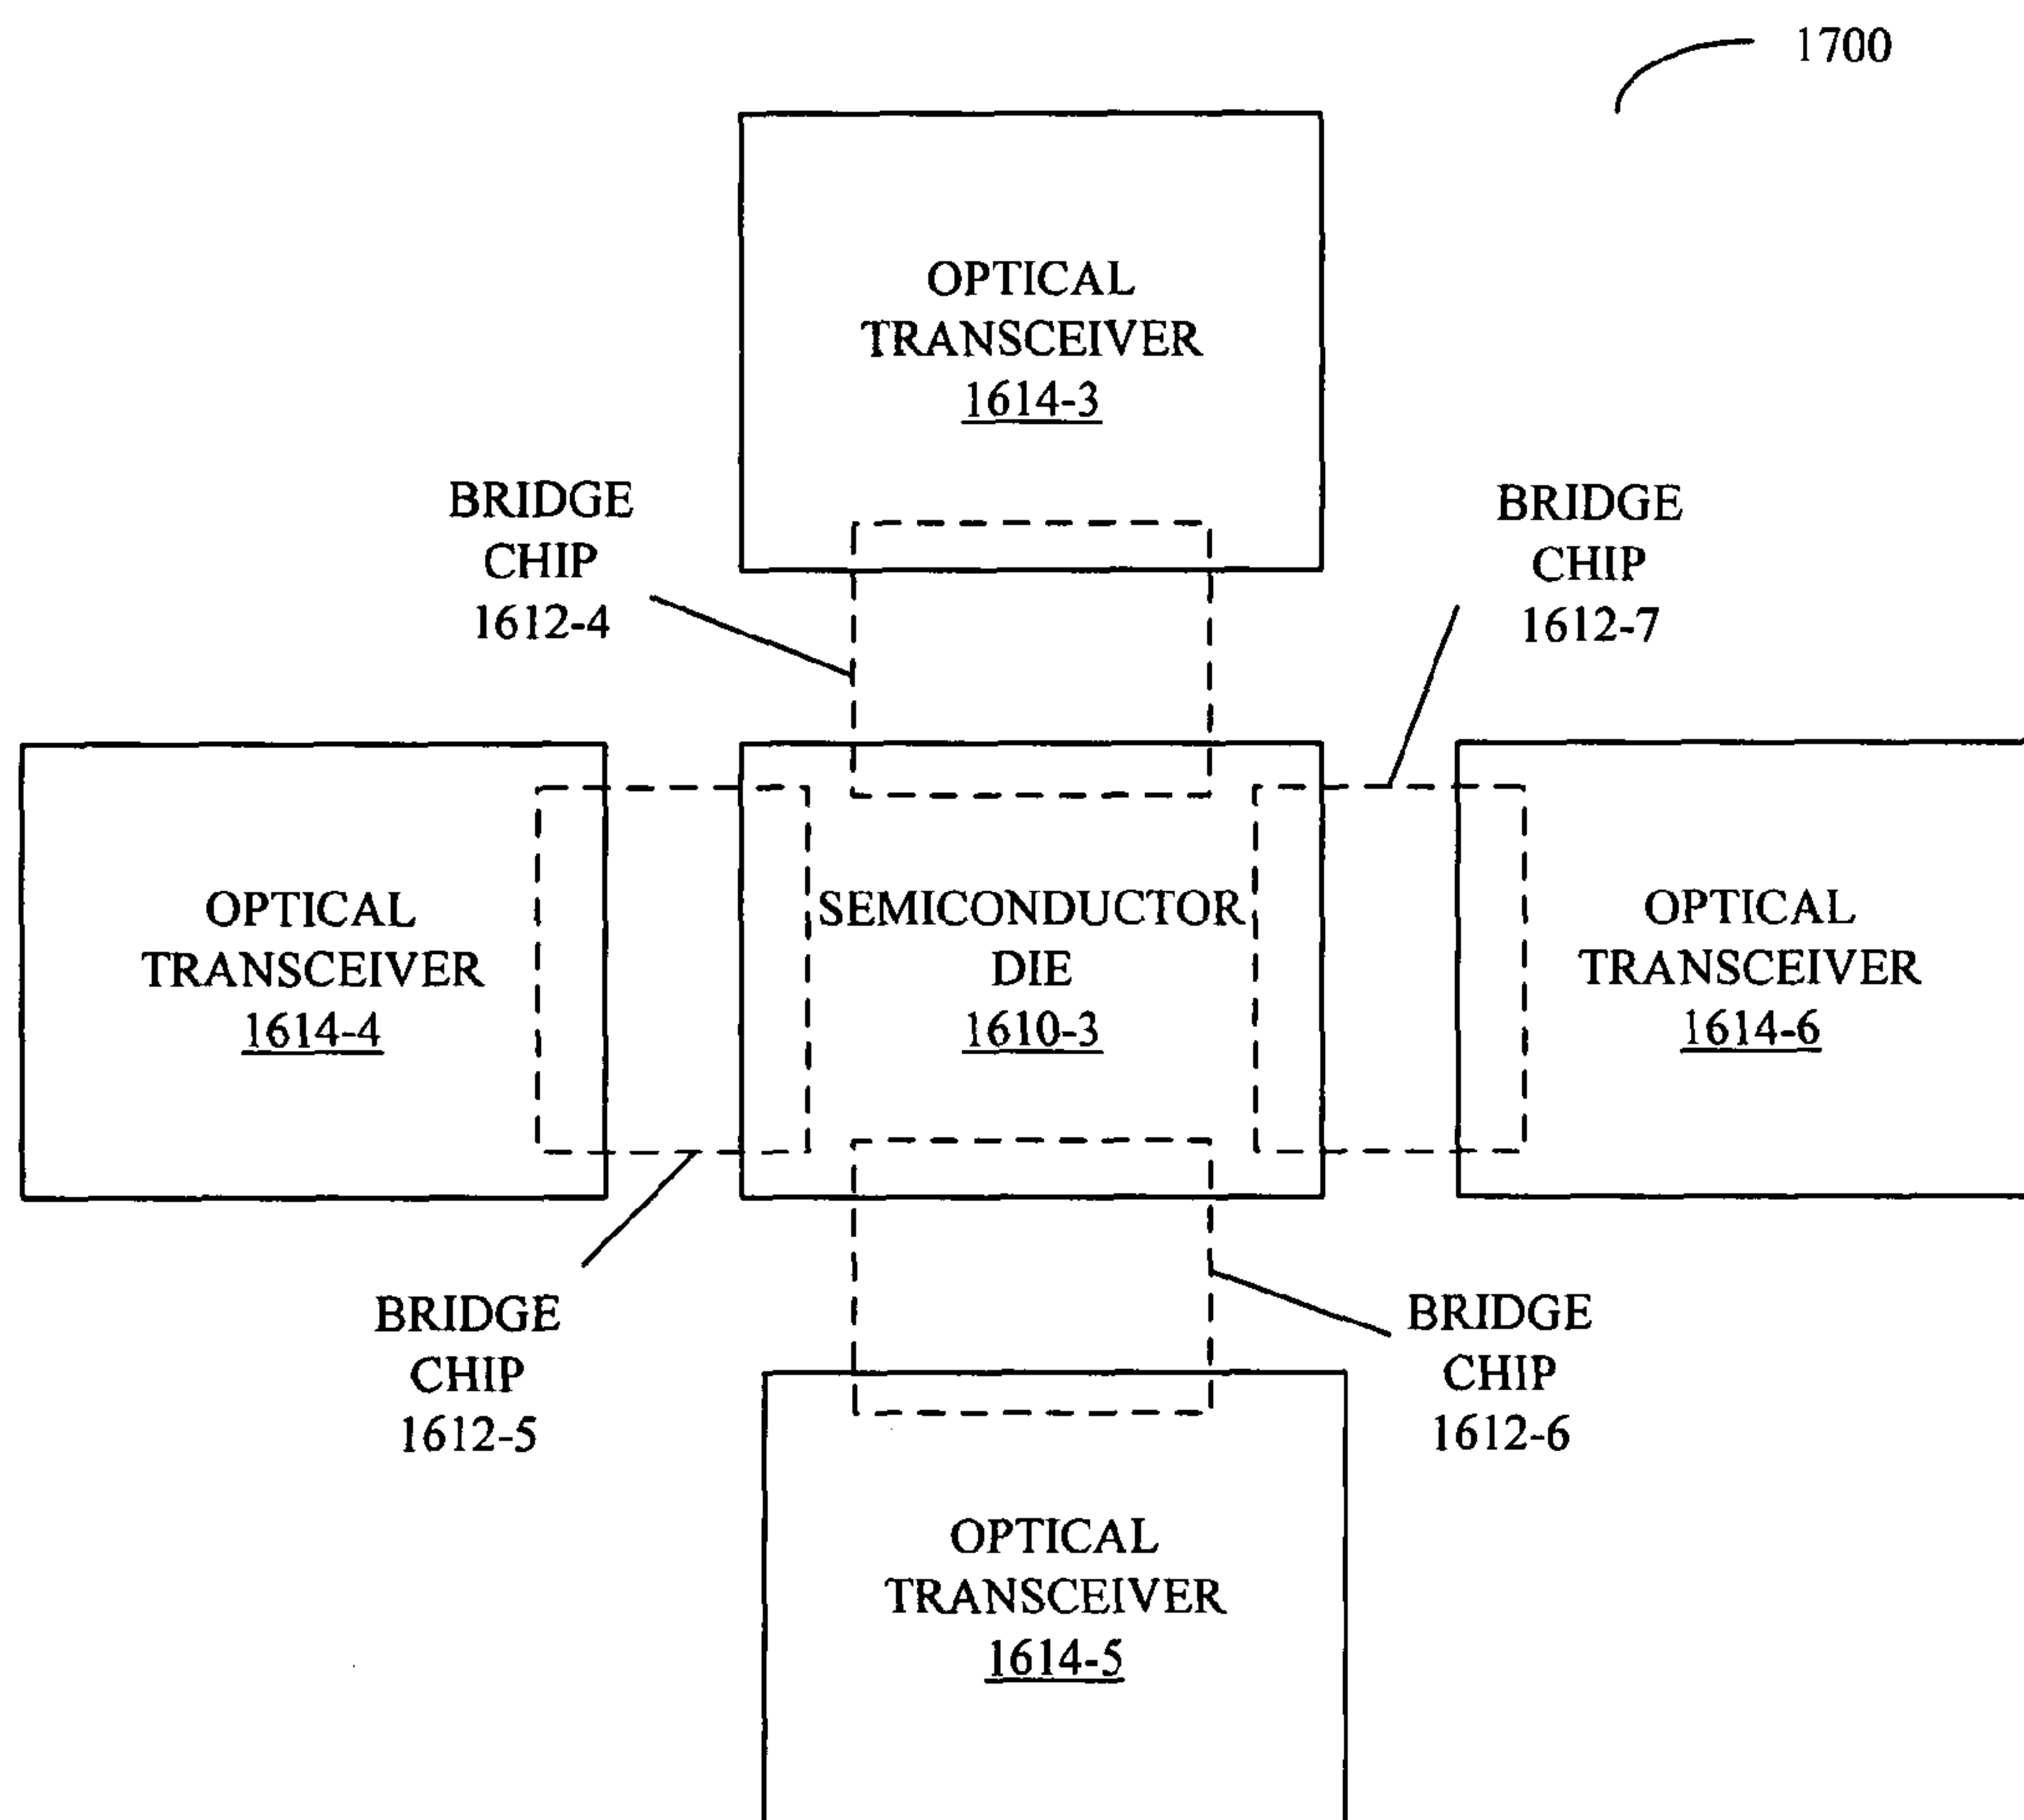 1700
OPTICAL
TRANSCEIVER
1614-3
BRIDGE
CHIP
1612-4
BRIDGE
CHIP
1612-7
OPTICAL
TRANSCEIVER
1614-4
SEMICONDUCTOR
DIE
1610-3
OPTICAL
TRANSCEIVER
1614-6
BRIDGE
CHIP
1612-5
BRIDGE
CHIP
1612-6
OPTICAL
TRANSCEIVER
1614-5